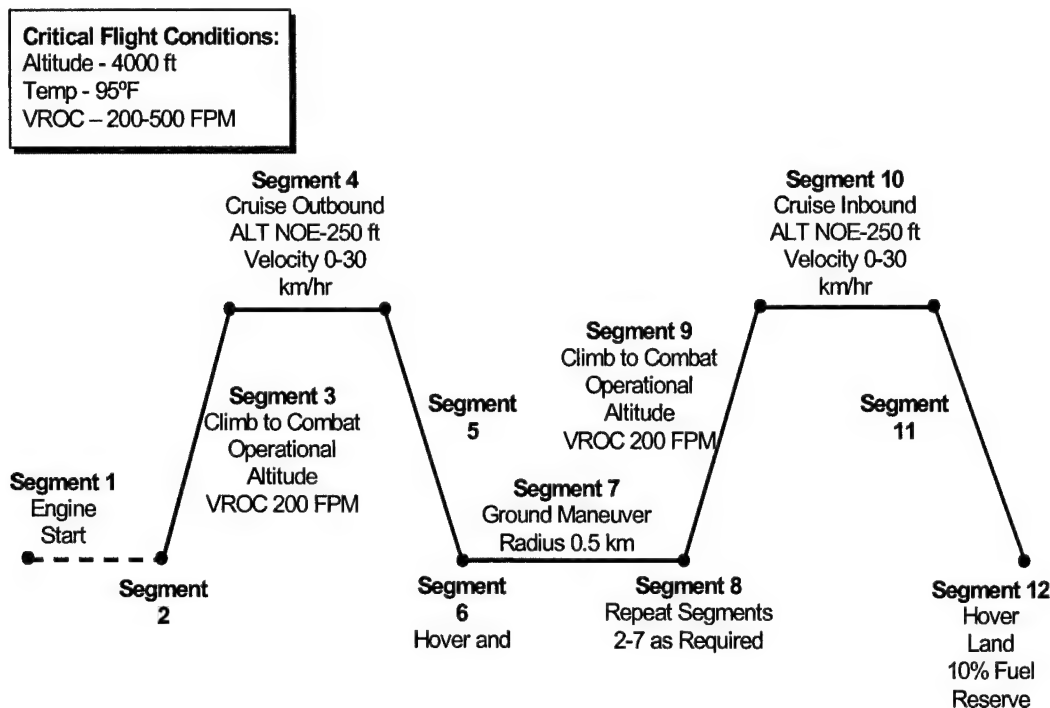 Critical Flight Conditions:
Altitude - 4000 ft
Temp - 95ºF
VROC – 200-500 FPM
Segment 4
Cruise Outbound
ALT NOE-250 ft
Velocity 0-30
km/hr
Segment 10
Cruise Inbound
ALT NOE-250 ft
Velocity 0-30
km/hr
Segment 3
Climb to Combat
Operational
Altitude
VROC 200 FPM
Segment
5
Segment 9
Climb to Combat
Operational
Altitude
VROC 200 FPM
Segment
11
Segment 1
Engine
Start
Segment 7
Ground Maneuver
Radius 0.5 km
Segment
2
Segment
6
Hover and
Segment 8
Repeat Segments
2-7 as Required
Segment 12
Hover
Land
10% Fuel
Reserve